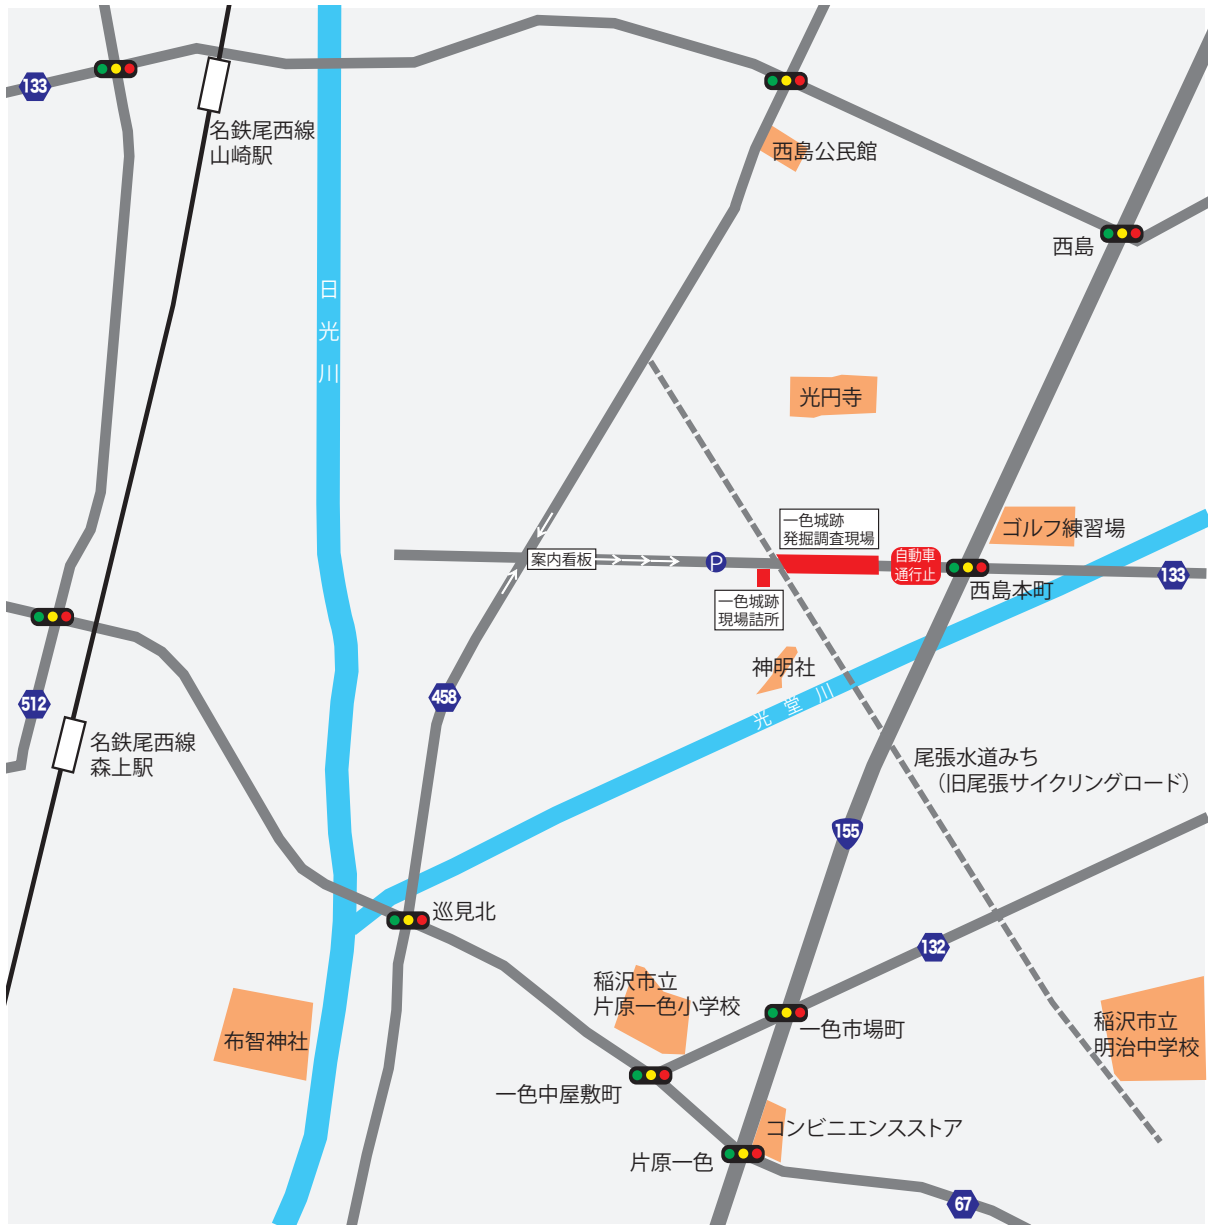 133
名鉄尾西線
山崎駅
西島公民館
西島
日光川
光円寺
一色城跡
発掘調査現場
ゴルフ練習場
案内看板
P
自動車
通行止
133
西島本町
一色城跡
現場詰所
神明社
光堂川
512
458
名鉄尾西線
森上駅
尾張水道みち
（旧尾張サイクリングロード）
155
巡見北
132
稲沢市立
片原一色小学校
一色市場町
稲沢市立
明治中学校
布智神社
一色中屋敷町
コンビニエンスストア
片原一色
67